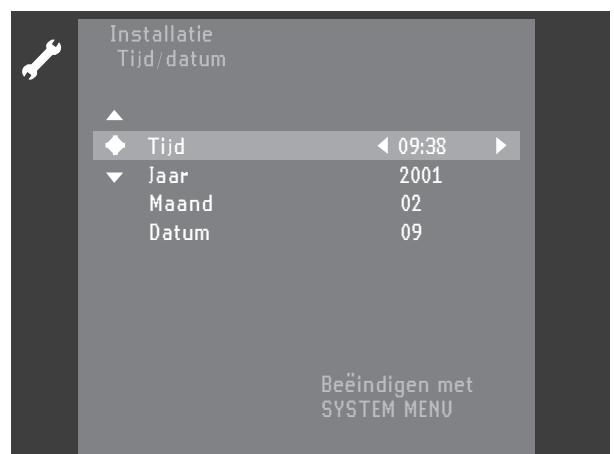 Installatie
Tijd/datum
Tijd 09:38
Jaar 2001
Maand 02
Datum 09
Beëindigen met
SYSTEM MENU